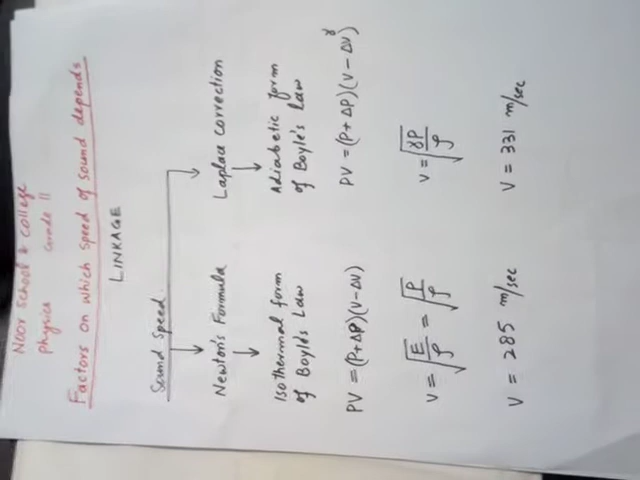 NOOR School & college
Physics Grade 11
Factors on which speed of sound depends
LINKAGE
Sound Speed
Newton's Formula
Isothermal form
of Boyle's Law
PV = (P+ΔP)(V-ΔV)
V = √(E/ρ) = √(P/ρ)
V = 285 m/sec
Laplace correction
Adiabetic form
of Boyle's Law
PV = (P+ΔP)(V-ΔV)^γ
V = √(γP/ρ)
V = 331 m/sec